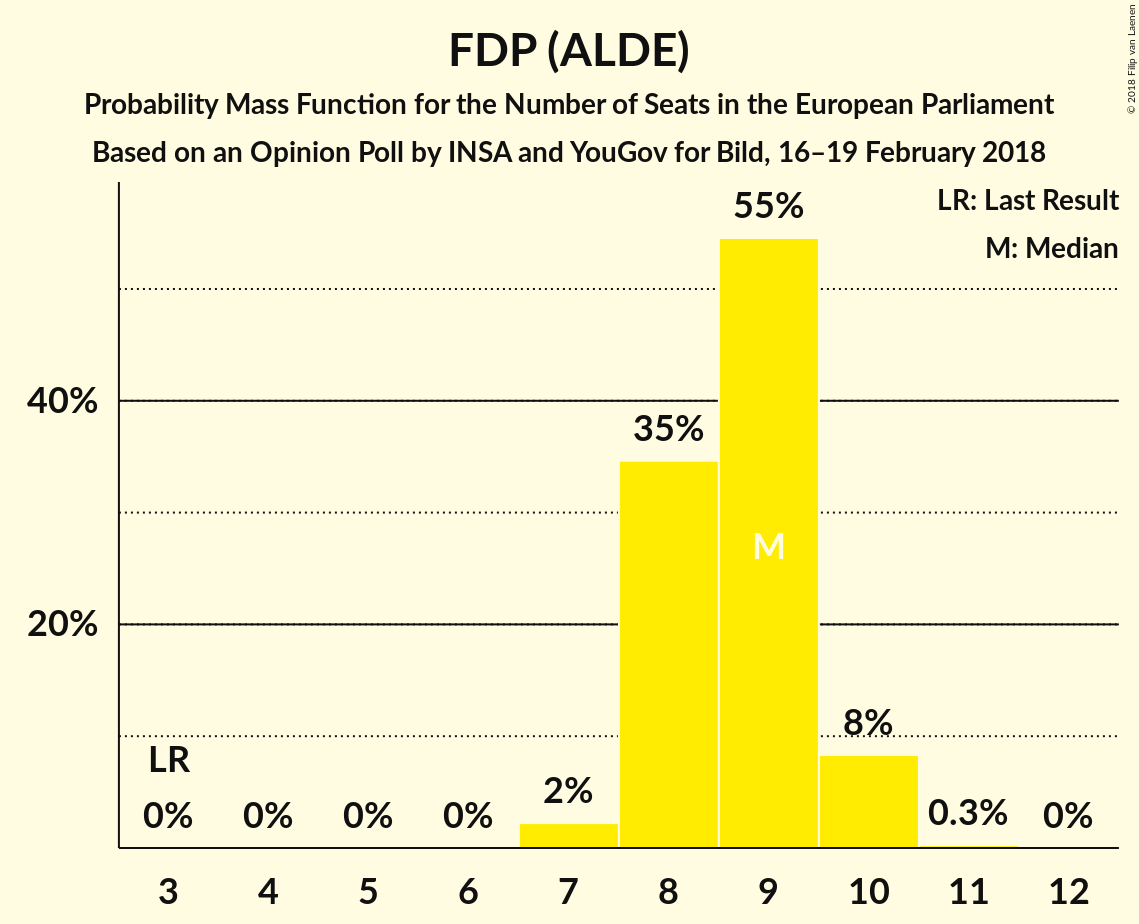 FDP (ALDE)
Probability Mass Function for the Number of Seats in the European Parliament
Based on an Opinion Poll by INSA and YouGov for Bild, 16–19 February 2018
© 2018 Filip van Laenen
LR: Last Result
M: Median
55%
40%
35%
M
20%
8%
LR
2%
0% 0% 0% 0% 0.3% 0%
3 4 5 6 7 8 9 10 11 12